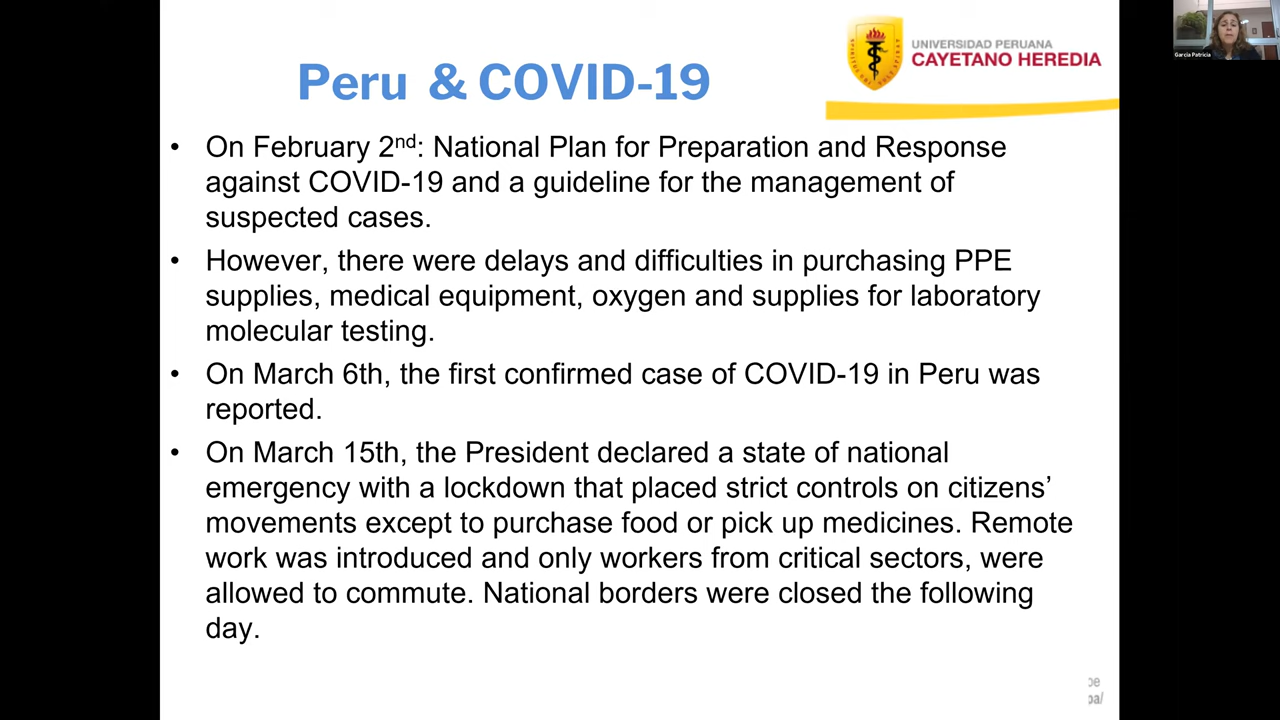 Peru & COVID-19
UNIVERSIDAD PERUANA
CAYETANO HEREDIA
Garcia Patricia
• On February 2nd: National Plan for Preparation and Response
against COVID-19 and a guideline for the management of
suspected cases.
• However, there were delays and difficulties in purchasing PPE
supplies, medical equipment, oxygen and supplies for laboratory
molecular testing.
• On March 6th, the first confirmed case of COVID-19 in Peru was
reported.
• On March 15th, the President declared a state of national
emergency with a lockdown that placed strict controls on citizens’
movements except to purchase food or pick up medicines. Remote
work was introduced and only workers from critical sectors, were
allowed to commute. National borders were closed the following
day.